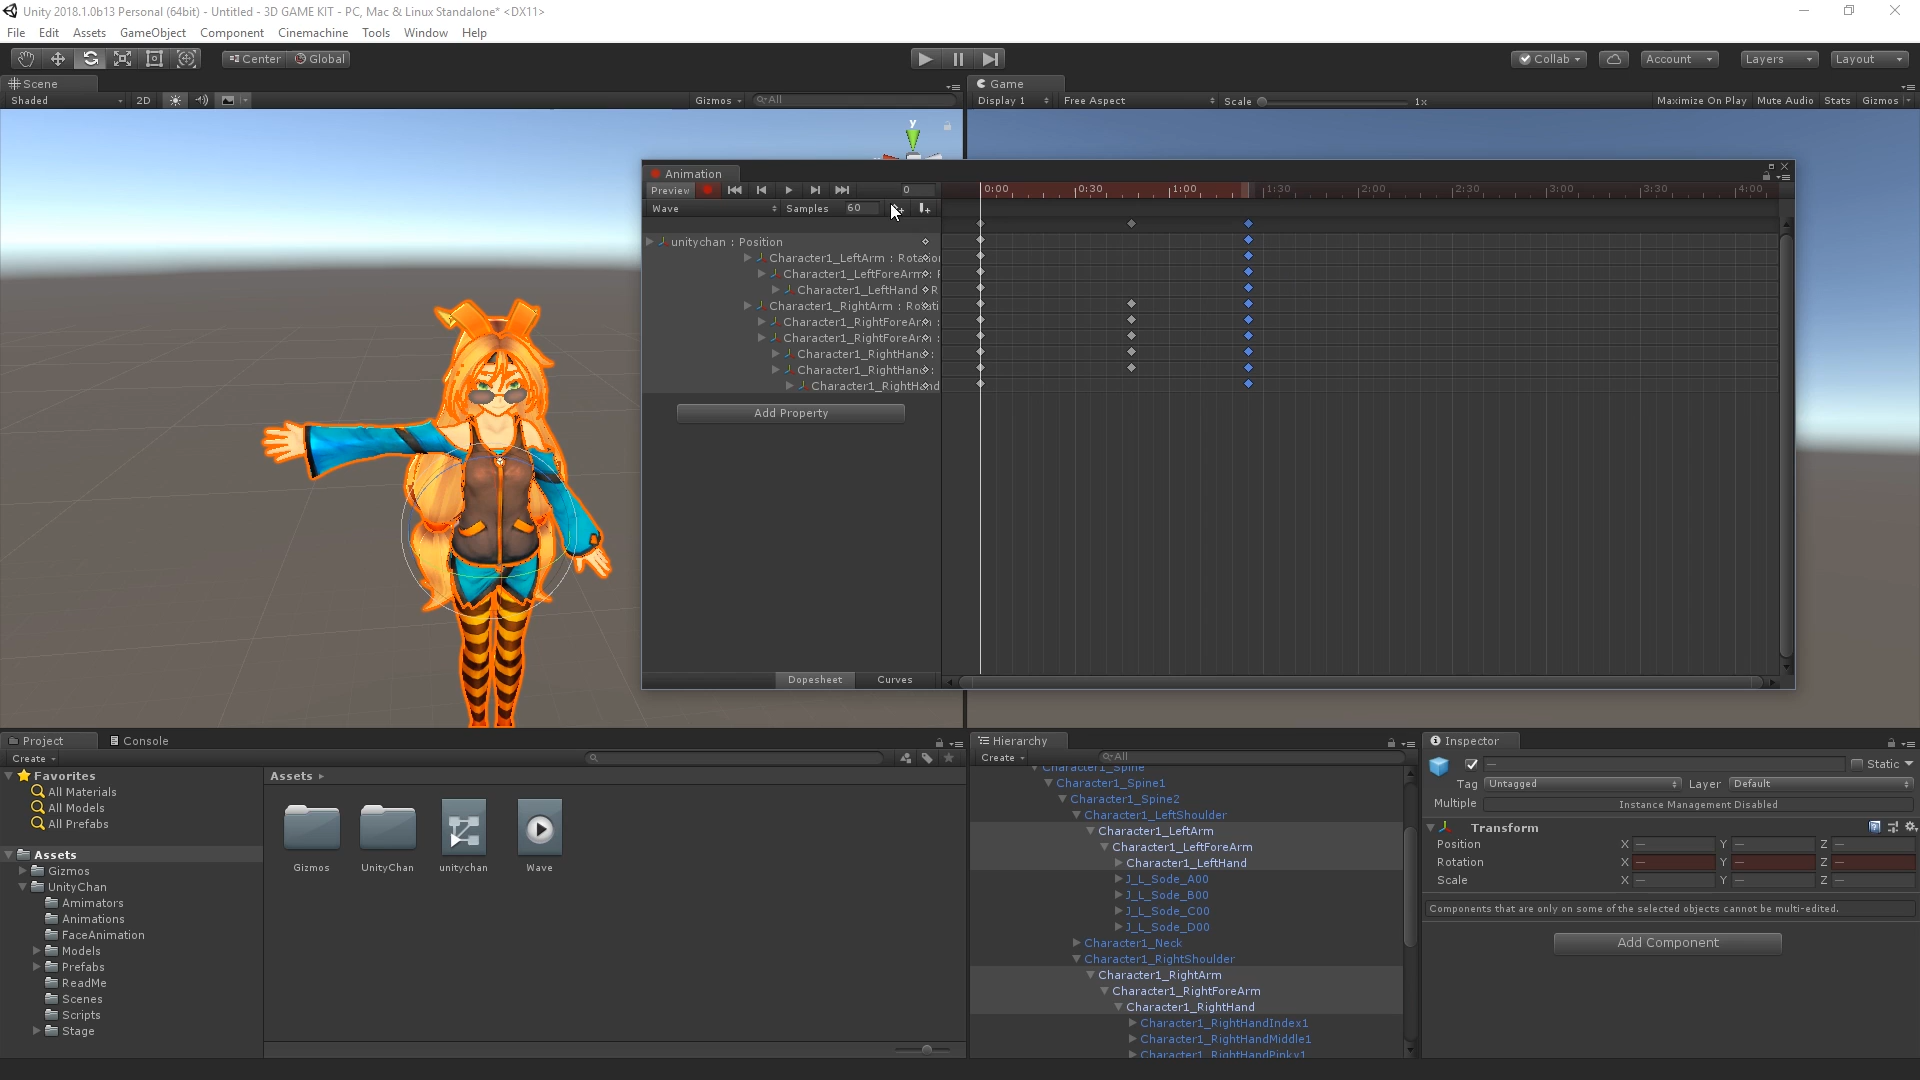 Unity 2018.1.0b13 Personal (64bit) - Untitled - 3D GAME KIT - PC, Mac & Linux Standalone* <DX11>
File Edit Assets GameObject Component Cinemachine Tools Window Help
Center Global Collab Account Layers Layout
Scene
Shaded 2D Gizmos All
Game
Display 1 Free Aspect Scale 1x Maximize On Play Mute Audio Stats Gizmos
y
Animation
Preview 0 0:00 0:30 1:00 1:30 2:00 2:30 3:00 3:30 4:00
Wave Samples 60
unitychan : Position
Character1_LeftArm : Rotation
Character1_LeftForeArm :
Character1_LeftHand R
Character1_RightArm : Rotati
Character1_RightForeArm :
Character1_RightForeArm :
Character1_RightHand :
Character1_RightHand :
Character1_RightHand
Add Property
Dopesheet Curves
Project Console
Create
Favorites
All Materials
All Models
All Prefabs
Assets
Gizmos
UnityChan
Amimators
Animations
FaceAnimation
Models
Prefabs
ReadMe
Scenes
Scripts
Stage
Assets
Gizmos UnityChan unitychan Wave
Hierarchy
Create All
Character1_Spine
Character1_Spine1
Character1_Spine2
Character1_LeftShoulder
Character1_LeftArm
Character1_LeftForeArm
Character1_LeftHand
J_L_Sode_A00
J_L_Sode_B00
J_L_Sode_C00
J_L_Sode_D00
Character1_Neck
Character1_RightShoulder
Character1_RightArm
Character1_RightForeArm
Character1_RightHand
Character1_RightHandIndex1
Character1_RightHandMiddle1
Character1_RightHandPinky1
Inspector
— Static
Tag Untagged Layer Default
Multiple Instance Management Disabled
Transform
Position X — Y — Z —
Rotation X — Y — Z —
Scale X — Y — Z —
Components that are only on some of the selected objects cannot be multi-edited.
Add Component